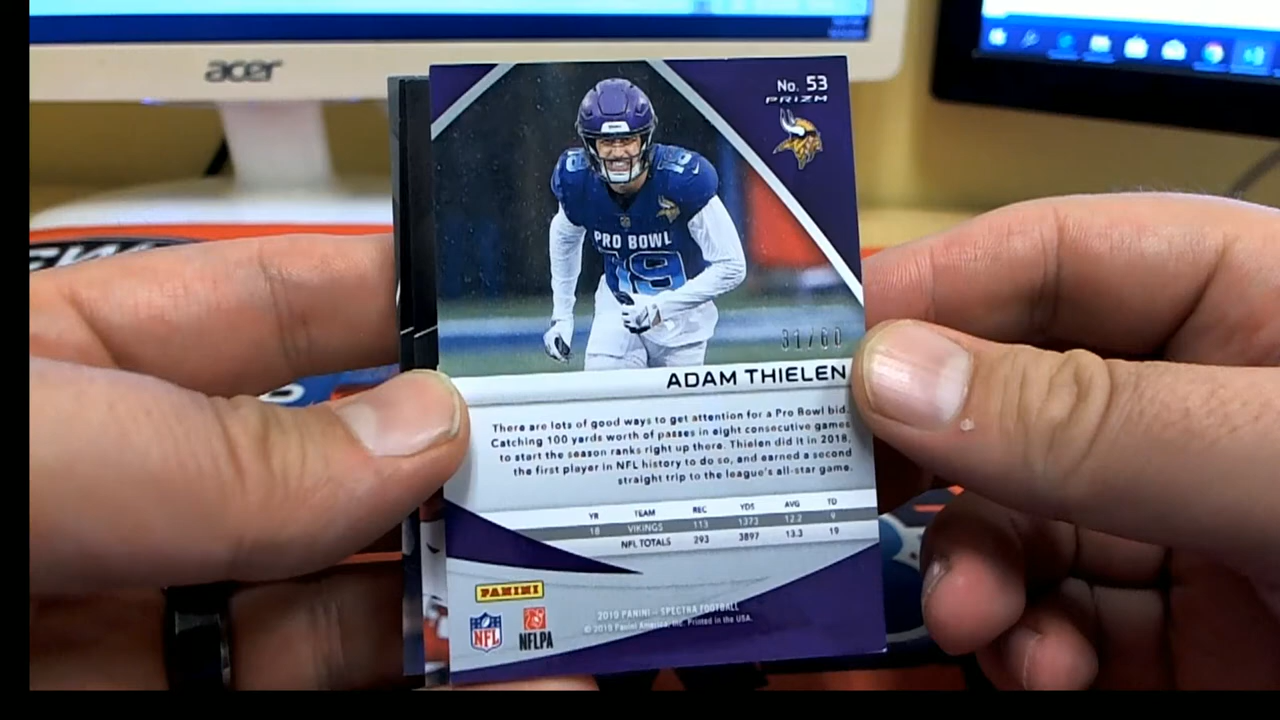 acer
No. 53
PRIZM
19
19
PRO BOWL
19
31/60
ADAM THIELEN
There are lots of good ways to get attention for a Pro Bowl bid.
Catching 100 yards worth of passes in eight consecutive games
to start the season ranks right up there. Thielen did it in 2018,
the first player in NFL history to do so, and earned a second
straight trip to the league's all-star game.
YR TEAM REC YDS AVG TD
18 VIKINGS 113 1373 12.2 9
NFL TOTALS 293 3897 13.3 19
PANINI
NFL
NFLPA
2019 PANINI – SPECTRA FOOTBALL
© 2019 Panini America, Inc. Printed in the USA.